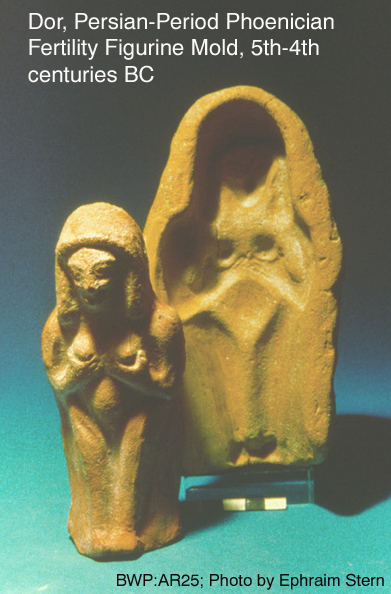 Dor, Persian-Period Phoenician
Fertility Figurine Mold, 5th-4th
centuries BC
BWP:AR25; Photo by Ephraim Stern